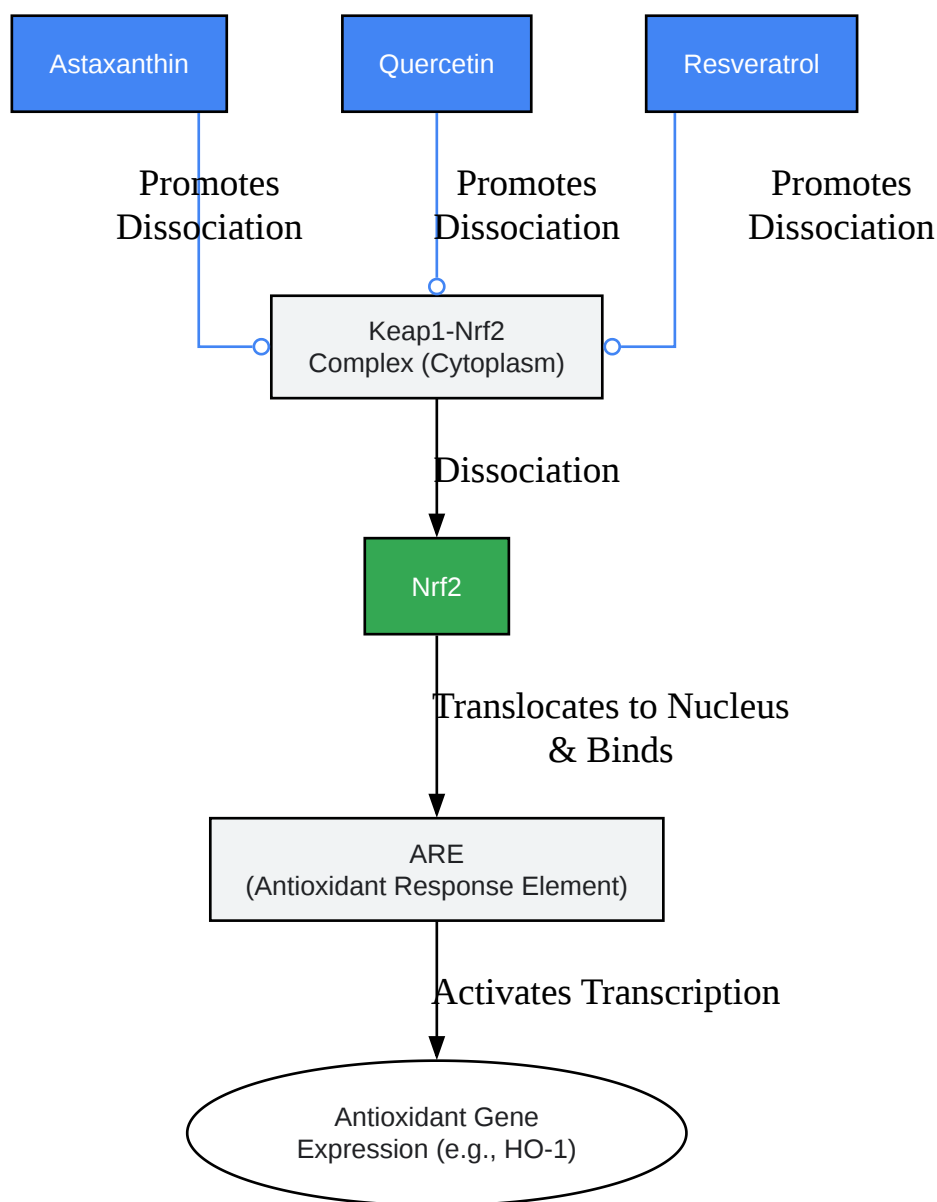 Astaxanthin
Quercetin
Resveratrol
Promotes
Dissociation
Promotes
Dissociation
Promotes
Dissociation
Keap1-Nrf2
Complex (Cytoplasm)
Dissociation
Nrf2
Translocates to Nucleus
& Binds
ARE
(Antioxidant Response Element)
Activates Transcription
Antioxidant Gene
Expression (e.g., HO-1)